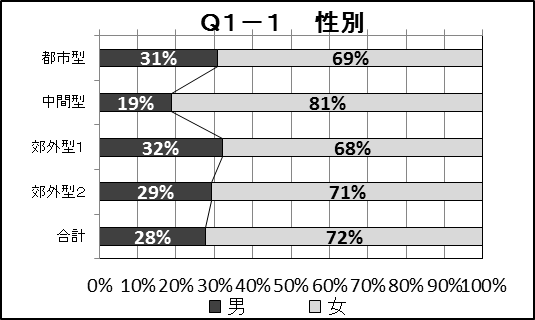 Q1－1　性別
都市型 31% 69%
中間型 19% 81%
郊外型1 32% 68%
郊外型2 29% 71%
合計 28% 72%
0% 10% 20% 30% 40% 50% 60% 70% 80% 90% 100%
男 女